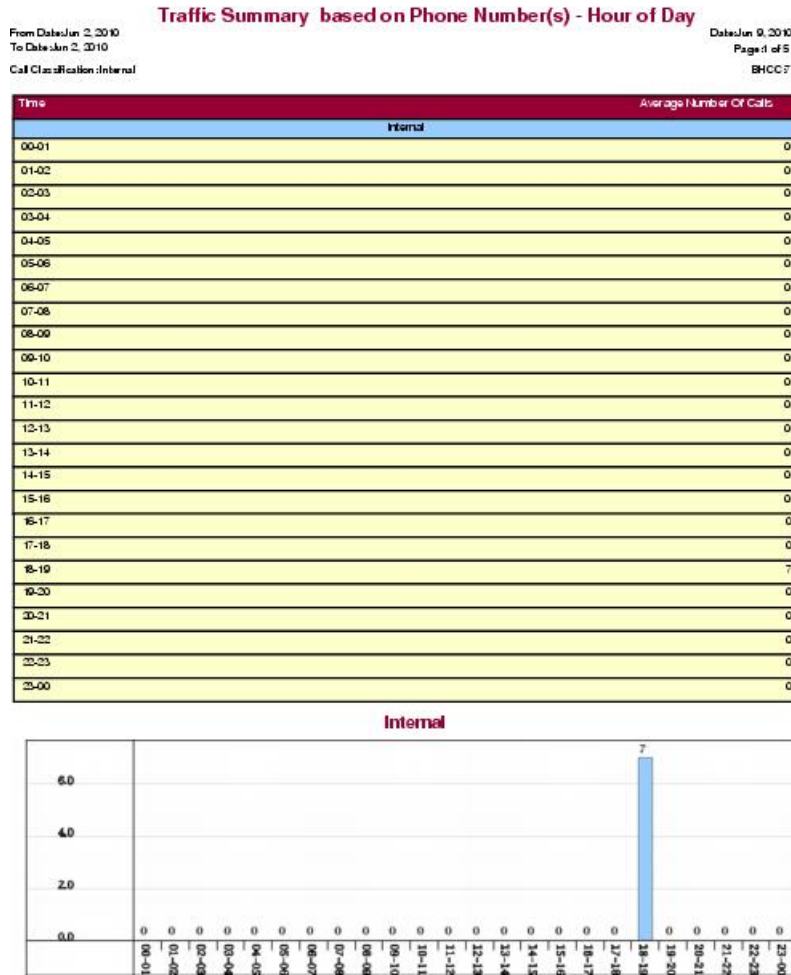 Traffic Summary based on Phone Number(s) - Hour of Day
From Date:Jun 2, 2010
Date:Jun 9, 2010
To Date:Jun 2, 2010
Page:1 of 5
Call Classification:Internal
BHCC:7
Time Average Number Of Calls
Internal
00-01 0
01-02 0
02-03 0
03-04 0
04-05 0
05-06 0
06-07 0
07-08 0
08-09 0
09-10 0
10-11 0
11-12 0
12-13 0
13-14 0
14-15 0
15-16 0
16-17 0
17-18 0
18-19 7
19-20 0
20-21 0
21-22 0
22-23 0
23-00 0
Internal
7
6.0
4.0
2.0
0.0
0 0 0 0 0 0 0 0 0 0 0 0 0 0 0 0 0 0 0 0 0 0 0
00-01 01-02 02-03 03-04 04-05 05-06 06-07 07-08 08-09 09-10 10-11 11-12 12-13 13-14 14-15 15-16 16-17 17-18 18-19 19-20 20-21 21-22 22-23 23-00